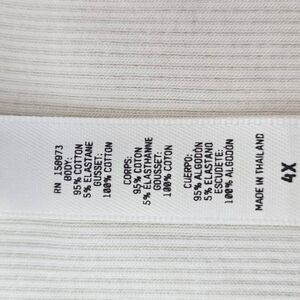 RN 150973
BODY:
95% COTTON
5% ELASTANE
GUSSET:
100% COTTON
CORPS:
95% COTON
5% ÉLASTHANNE
GOUSSET:
100% COTON
CUERPO:
95% ALGODÓN
5% ELASTANO
ESCUDETE:
100% ALGODÓN
MADE IN THAILAND
4X